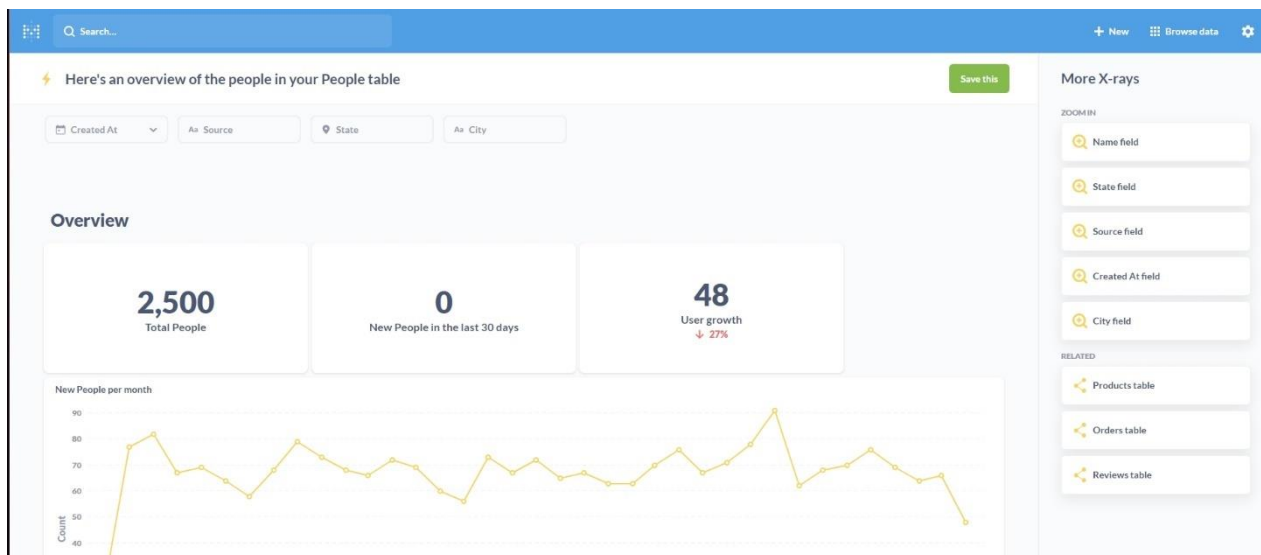 Search...
+ New
Browse data
Here's an overview of the people in your People table
Save this
Created At
Aa Source
State
Aa City
Overview
2,500
Total People
0
New People in the last 30 days
48
User growth
↓ 27%
New People per month
90
80
70
60
50
40
Count
More X-rays
ZOOM IN
Name field
State field
Source field
Created At field
City field
RELATED
Products table
Orders table
Reviews table